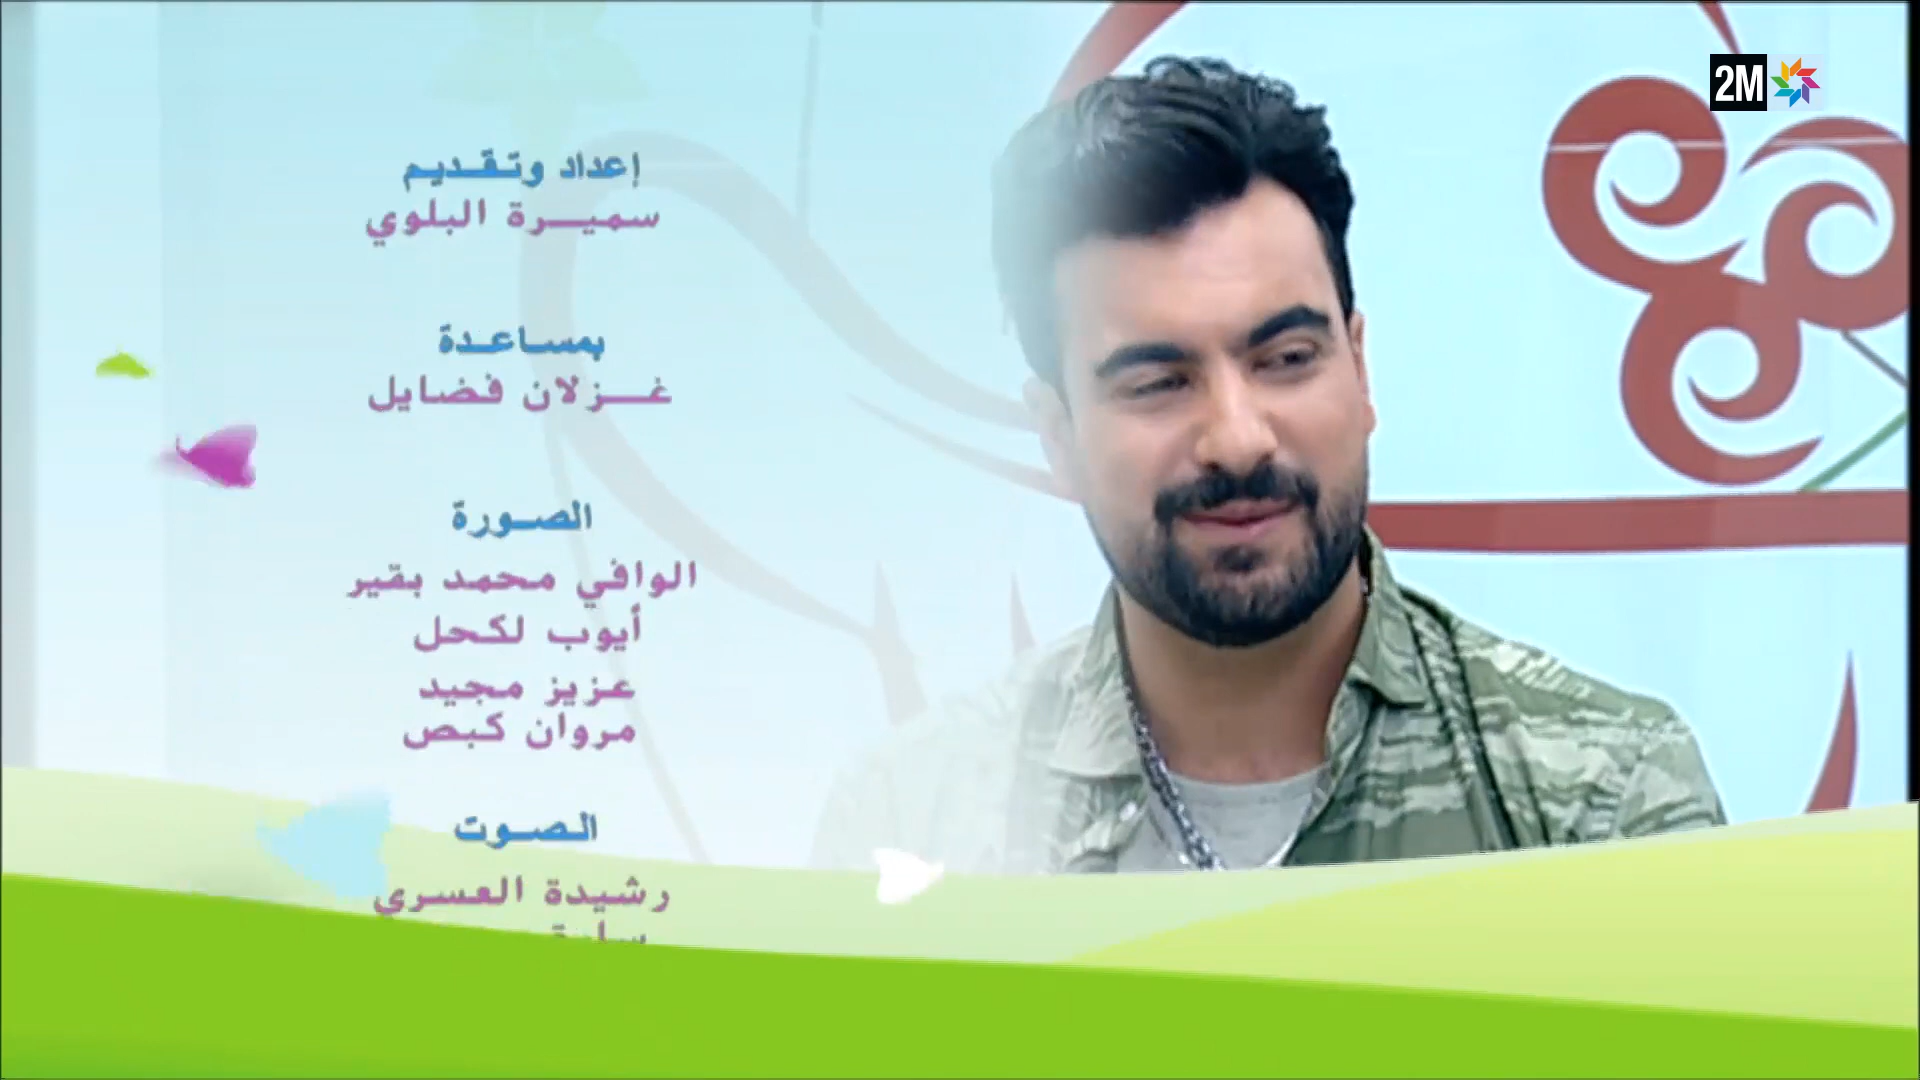 2M
إعداد وتقديم
سميرة البلوي
بمساعدة
غزلان فضايل
الصورة
الوافي محمد بقير
أيوب لكحل
عزيز مجيد
مروان كبص
الصوت
رشيدة العسري